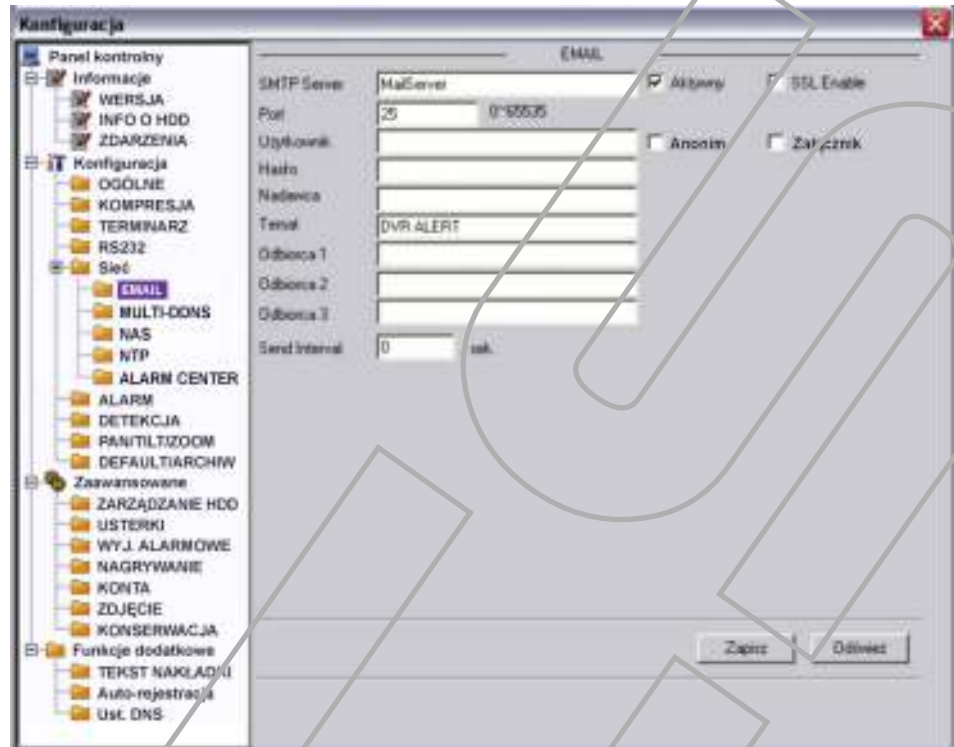 Konfiguracja
Panel kontrolny
Informacje
WERSJA
INFO O HDD
ZDARZENIA
Konfiguracja
OGÓLNE
KOMPRESJA
TERMINARZ
RS232
Sieć
EMAIL
MULTI-DDNS
NAS
NTP
ALARM CENTER
ALARM
DETEKCJA
PAN/TILT/ZOOM
DEFAULT/ARCHIW
Zaawansowane
ZARZĄDZANIE HDD
USTERKI
WYJ. ALARMOWE
NAGRYWANIE
KONTA
ZDJĘCIE
KONSERWACJA
Funkcje dodatkowe
TEKST NAKŁADKI
Auto-rejestracja
Ust. DNS
EMAIL
SMTP Server MailServer Aktywny SSL Enable
Port 25 0~65535
Użytkownik Anonim Załącznik
Hasło
Nadawca
Temat DVR ALERT
Odbiorca 1
Odbiorca 2
Odbiorca 3
Send Interval 0 sek.
Zapisz Odśwież